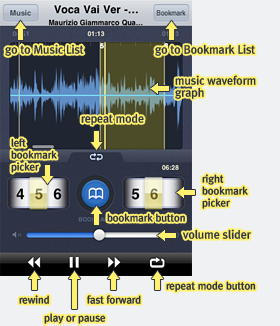 Music
Voca Vai Ver -...
Maurizio Giammarco Qua...
Bookmark
01:13
go to Music List
go to Bookmark List
5
music waveform
graph
repeat mode
left
bookmark
picker
06:28
4 5 6
5 6
right
bookmark
picker
bookmark button
volume slider
rewind
fast forward
repeat mode button
play or pause